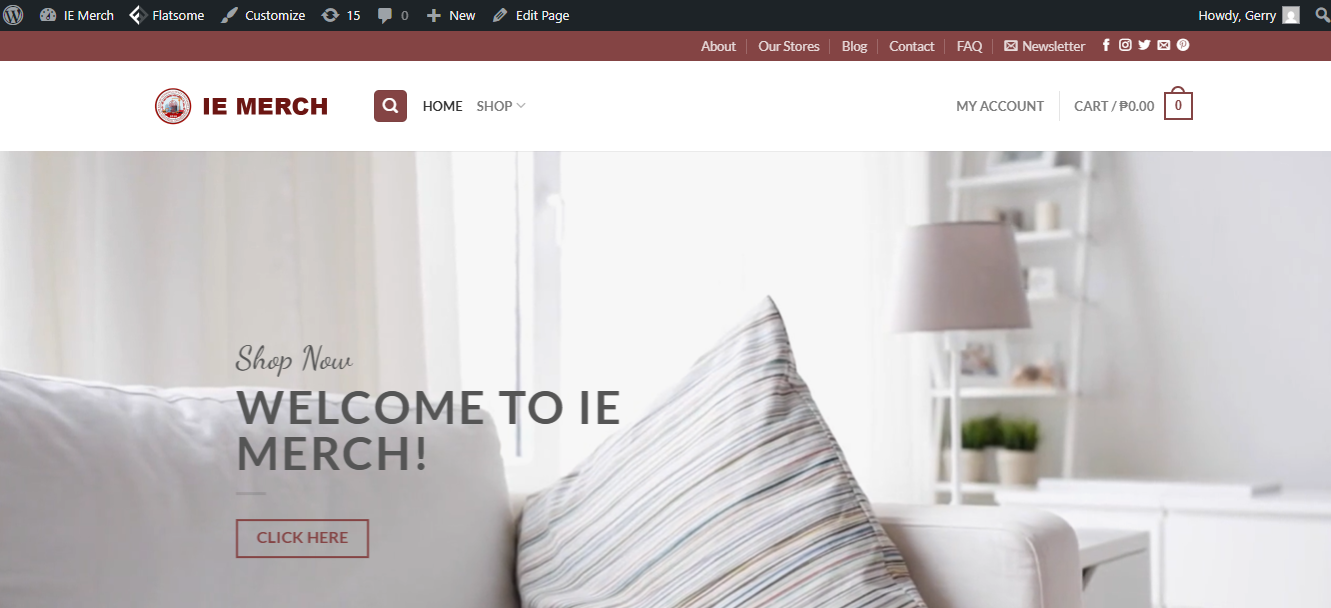 IE Merch Flatsome Customize 15 0 New Edit Page Howdy, Gerry
About Our Stores Blog Contact FAQ Newsletter
IE MERCH HOME SHOP MY ACCOUNT CART / ₱0.00 0
Shop Now
WELCOME TO IE
MERCH!
CLICK HERE